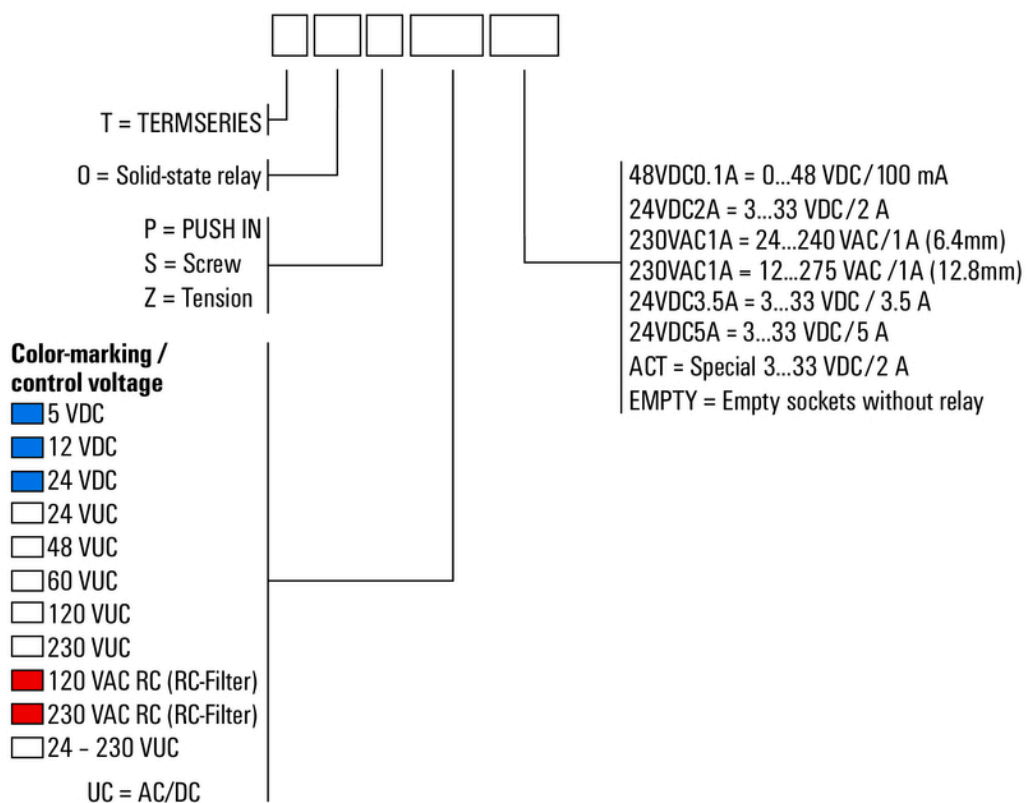 T = TERMSERIES
O = Solid-state relay
P = PUSH IN
S = Screw
Z = Tension
Color-marking /
control voltage
5 VDC
12 VDC
24 VDC
24 VUC
48 VUC
60 VUC
120 VUC
230 VUC
120 VAC RC (RC-Filter)
230 VAC RC (RC-Filter)
24 – 230 VUC
UC = AC/DC
48VDC0.1A = 0...48 VDC/100 mA
24VDC2A = 3...33 VDC/2 A
230VAC1A = 24...240 VAC/1A (6.4mm)
230VAC1A = 12...275 VAC /1A (12.8mm)
24VDC3.5A = 3...33 VDC / 3.5 A
24VDC5A = 3...33 VDC/5 A
ACT = Special 3...33 VDC/2 A
EMPTY = Empty sockets without relay